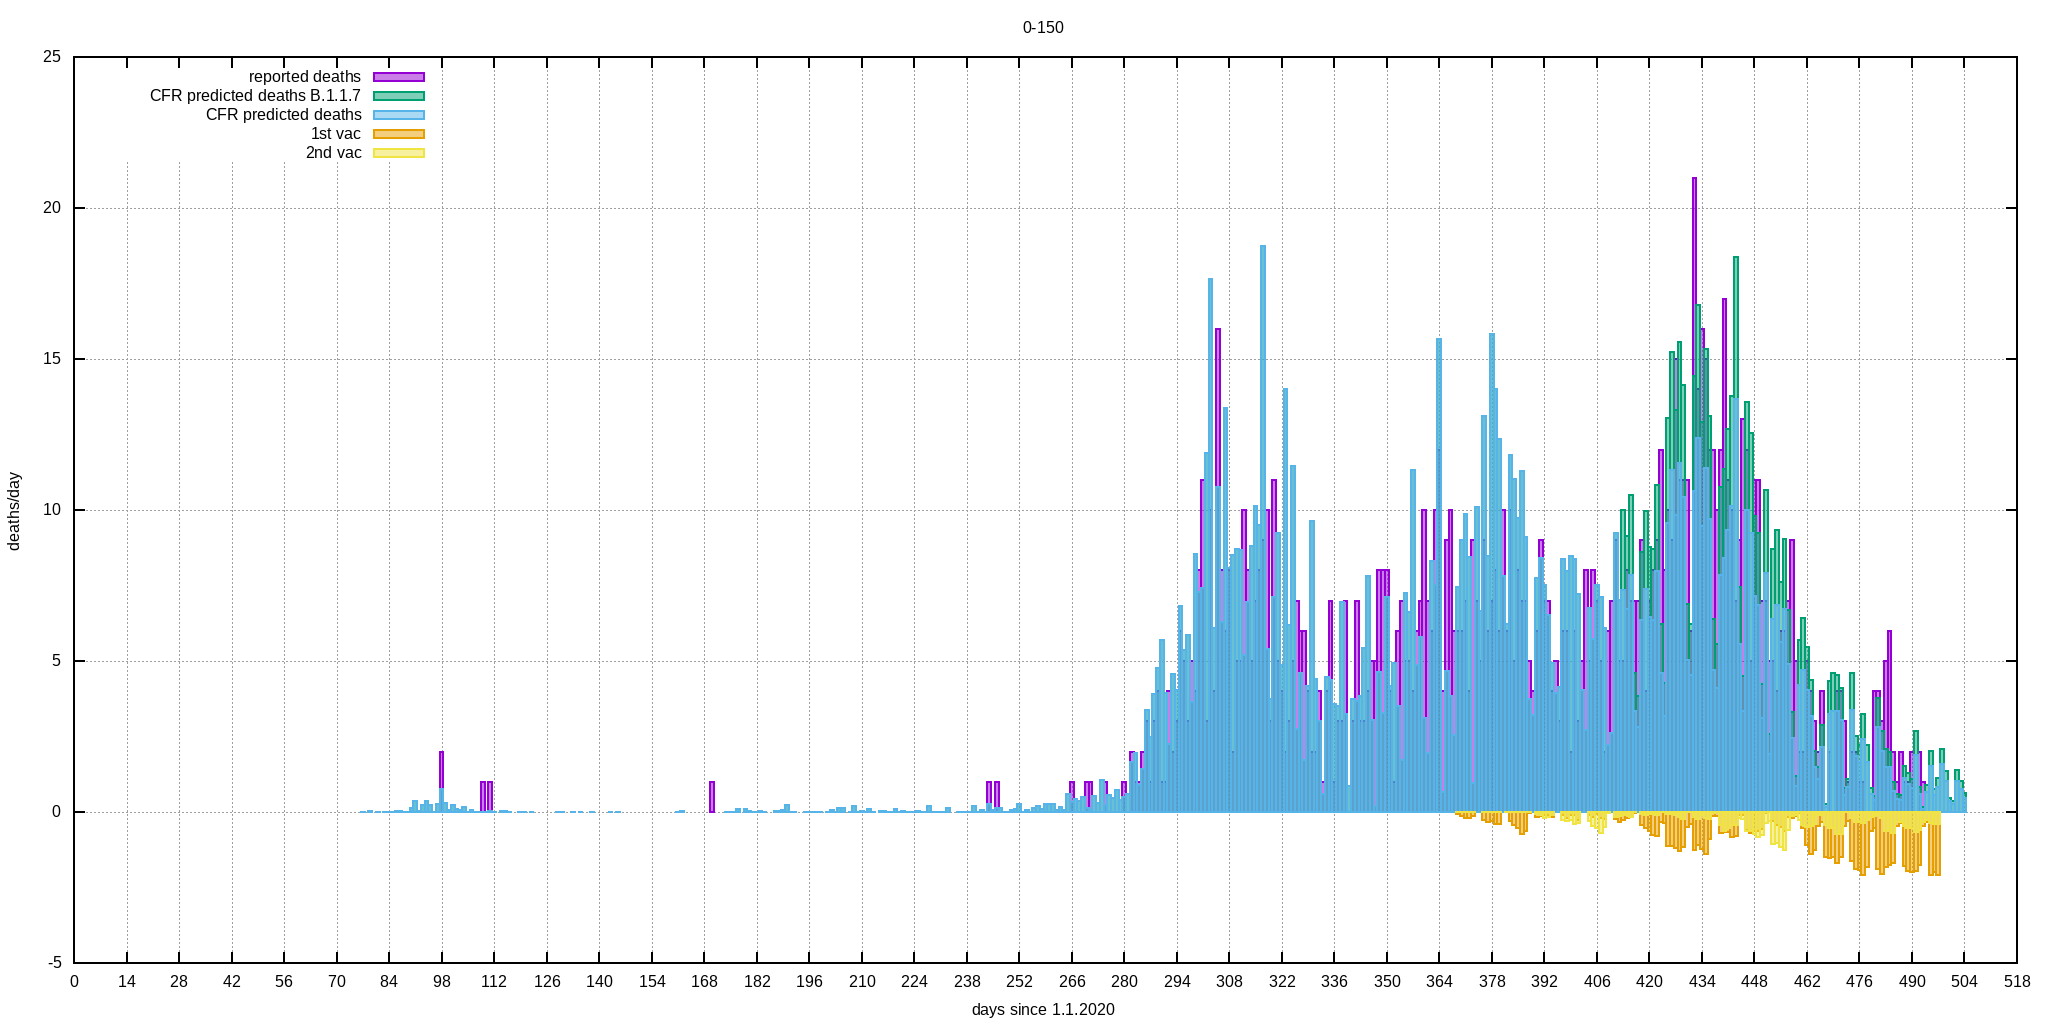 0-150
25
20
15
10
5
0
-5
deaths/day
reported deaths
CFR predicted deaths B.1.1.7
CFR predicted deaths
1st vac
2nd vac
0 14 28 42 56 70 84 98 112 126 140 154 168 182 196 210 224 238 252 266 280 294 308 322 336 350 364 378 392 406 420 434 448 462 476 490 504 518
days since 1.1.2020